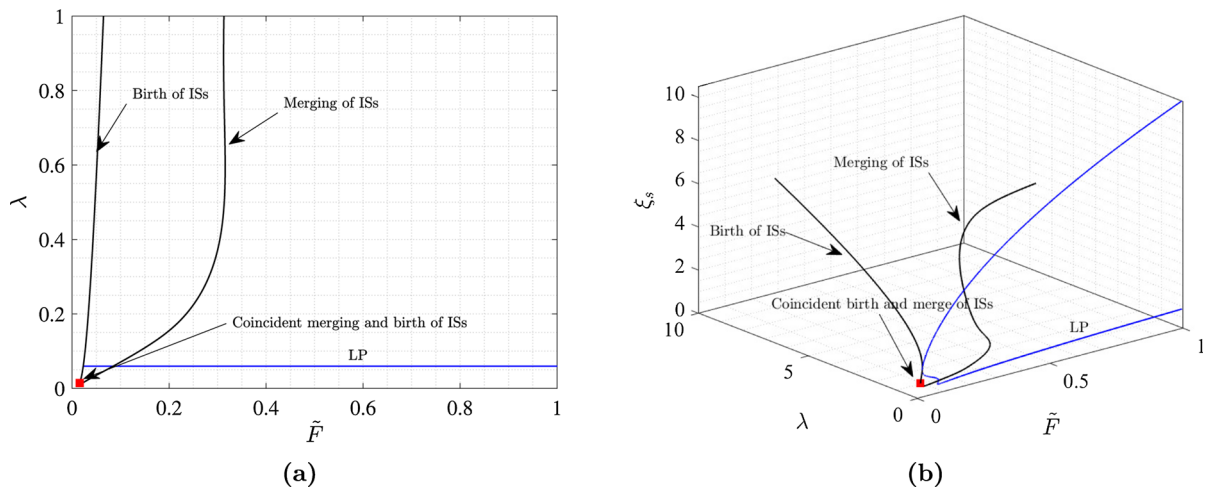 1
0.8
0.6
0.4
0.2
0
λ
Birth of ISs
Merging of ISs
Coincident merging and birth of ISs
LP
0 0.2 0.4 0.6 0.8 1
F̃
(a)
10
8
6
4
2
0
ξs
Merging of ISs
Birth of ISs
Coincident birth and merge of ISs
LP
10
5
0
λ
0
0.5
1
F̃
(b)